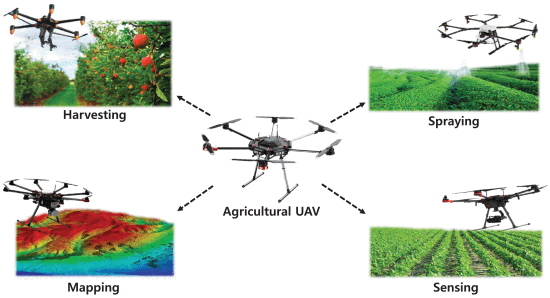 Harvesting
Spraying
Agricultural UAV
Mapping
Sensing